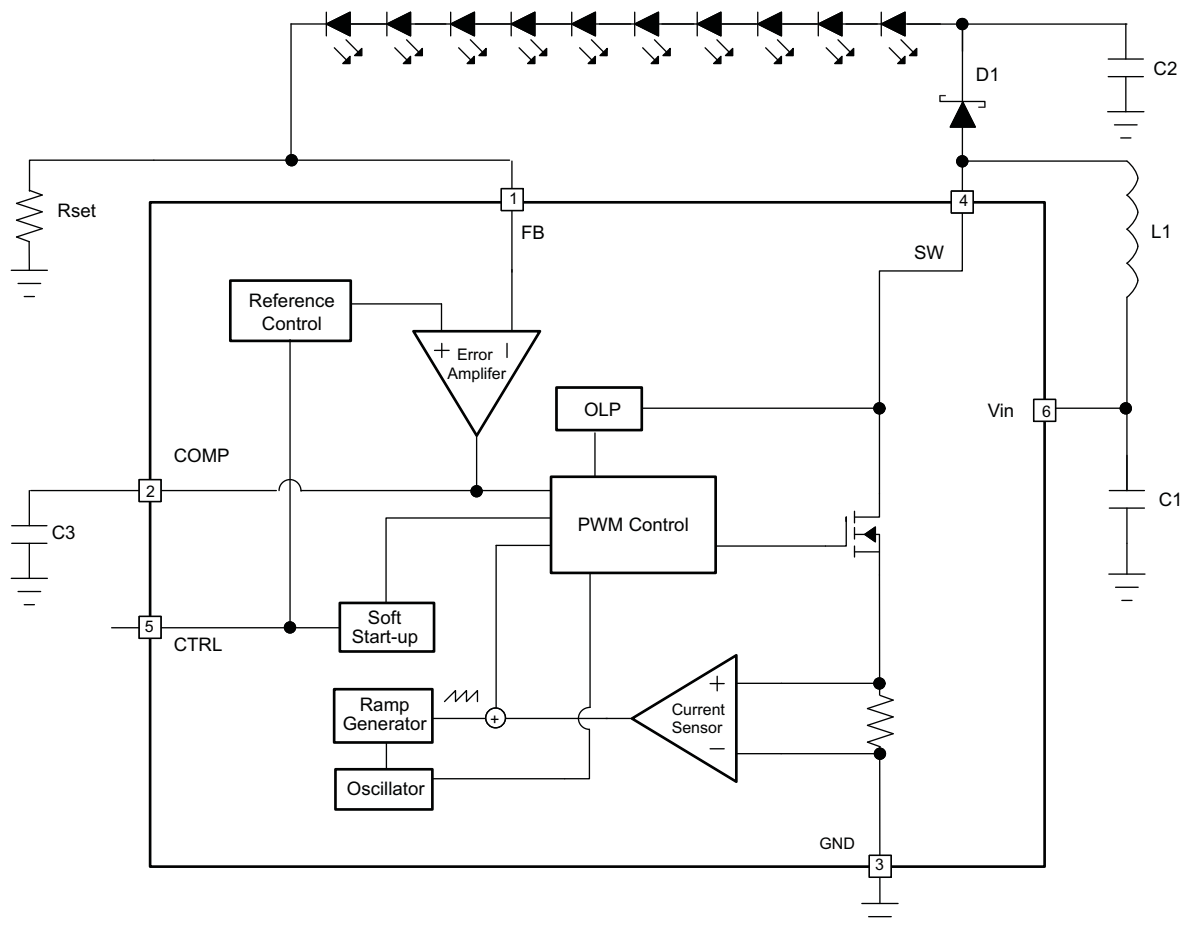 C2
D1
1
4
Rset
FB
L1
SW
Reference
Control
+ Error
Amplifer
OLP
Vin
6
COMP
2
C1
PWM Control
C3
Soft
Start-up
5
CTRL
+
Ramp
Generator
+
Current
Sensor
−
Oscillator
GND
3